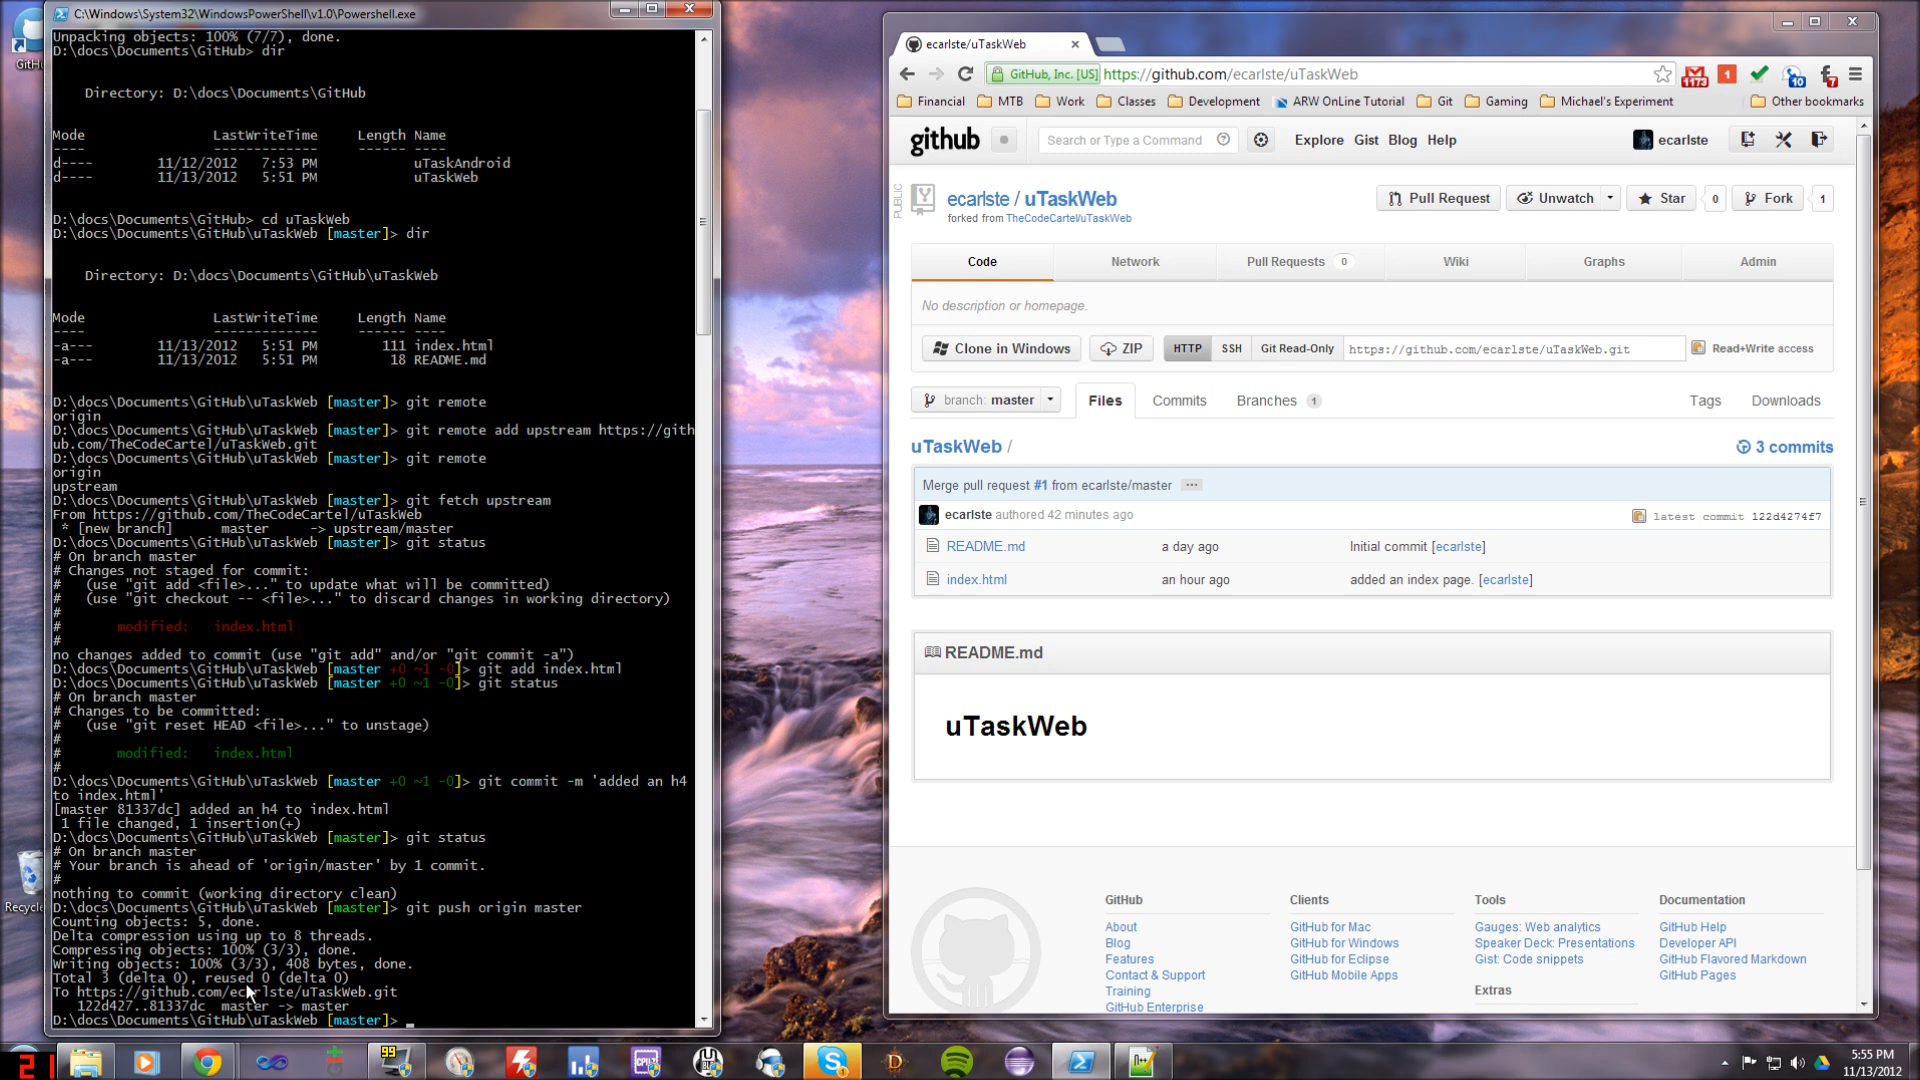 C:\Windows\System32\WindowsPowerShell\v1.0\Powershell.exe
Unpacking objects: 100% (7/7), done.
D:\docs\Documents\GitHub> dir
Directory: D:\docs\Documents\GitHub
Mode LastWriteTime Length Name
---- ------------- ------ ----
d---- 11/12/2012 7:53 PM uTaskAndroid
d---- 11/13/2012 5:51 PM uTaskWeb
D:\docs\Documents\GitHub> cd uTaskWeb
D:\docs\Documents\GitHub\uTaskWeb [master]> dir
Directory: D:\docs\Documents\GitHub\uTaskWeb
Mode LastWriteTime Length Name
---- ------------- ------ ----
-a--- 11/13/2012 5:51 PM 111 index.html
-a--- 11/13/2012 5:51 PM 18 README.md
D:\docs\Documents\GitHub\uTaskWeb [master]> git remote
origin
D:\docs\Documents\GitHub\uTaskWeb [master]> git remote add upstream https://gith
ub.com/TheCodeCartel/uTaskWeb.git
D:\docs\Documents\GitHub\uTaskWeb [master]> git remote
origin
upstream
D:\docs\Documents\GitHub\uTaskWeb [master]> git fetch upstream
From https://github.com/TheCodeCartel/uTaskWeb
* [new branch] master -> upstream/master
D:\docs\Documents\GitHub\uTaskWeb [master]> git status
# On branch master
# Changes not staged for commit:
# (use "git add <file>..." to update what will be committed)
# (use "git checkout -- <file>..." to discard changes in working directory)
#
# modified: index.html
#
no changes added to commit (use "git add" and/or "git commit -a")
D:\docs\Documents\GitHub\uTaskWeb [master +0 ~1 -0]> git add index.html
D:\docs\Documents\GitHub\uTaskWeb [master +0 ~1 -0]> git status
# On branch master
# Changes to be committed:
# (use "git reset HEAD <file>..." to unstage)
#
# modified: index.html
#
D:\docs\Documents\GitHub\uTaskWeb [master +0 ~1 -0]> git commit -m 'added an h4
to index.html'
[master 81337dc] added an h4 to index.html
1 file changed, 1 insertion(+)
D:\docs\Documents\GitHub\uTaskWeb [master]> git status
# On branch master
# Your branch is ahead of 'origin/master' by 1 commit.
#
nothing to commit (working directory clean)
D:\docs\Documents\GitHub\uTaskWeb [master]> git push origin master
Counting objects: 5, done.
Delta compression using up to 8 threads.
Compressing objects: 100% (3/3), done.
Writing objects: 100% (3/3), 408 bytes, done.
Total 3 (delta 0), reused 0 (delta 0)
To https://github.com/ecarlste/uTaskWeb.git
122d427..81337dc master -> master
D:\docs\Documents\GitHub\uTaskWeb [master]> _
ecarlste/uTaskWeb
GitHub, Inc. [US] https://github.com/ecarlste/uTaskWeb
1173 1 10 7
Financial MTB Work Classes Development ARW OnLine Tutorial Git Gaming Michael's Experiment Other bookmarks
github Search or Type a Command Explore Gist Blog Help ecarlste
PUBLIC ecarlste / uTaskWeb Pull Request Unwatch Star 0 Fork 1
forked from TheCodeCartel/uTaskWeb
Code Network Pull Requests 0 Wiki Graphs Admin
No description or homepage.
Clone in Windows ZIP HTTP SSH Git Read-Only https://github.com/ecarlste/uTaskWeb.git Read+Write access
branch: master Files Commits Branches 1 Tags Downloads
uTaskWeb / 3 commits
Merge pull request #1 from ecarlste/master ...
ecarlste authored 42 minutes ago latest commit 122d4274f7
README.md a day ago Initial commit [ecarlste]
index.html an hour ago added an index page. [ecarlste]
README.md
uTaskWeb
GitHub Clients Tools Documentation
About GitHub for Mac Gauges: Web analytics GitHub Help
Blog GitHub for Windows Speaker Deck: Presentations Developer API
Features GitHub for Eclipse Gist: Code snippets GitHub Flavored Markdown
Contact & Support GitHub Mobile Apps GitHub Pages
Training Extras
GitHub Enterprise
GitH
Recycle
21 99 CPU
5:55 PM
11/13/2012